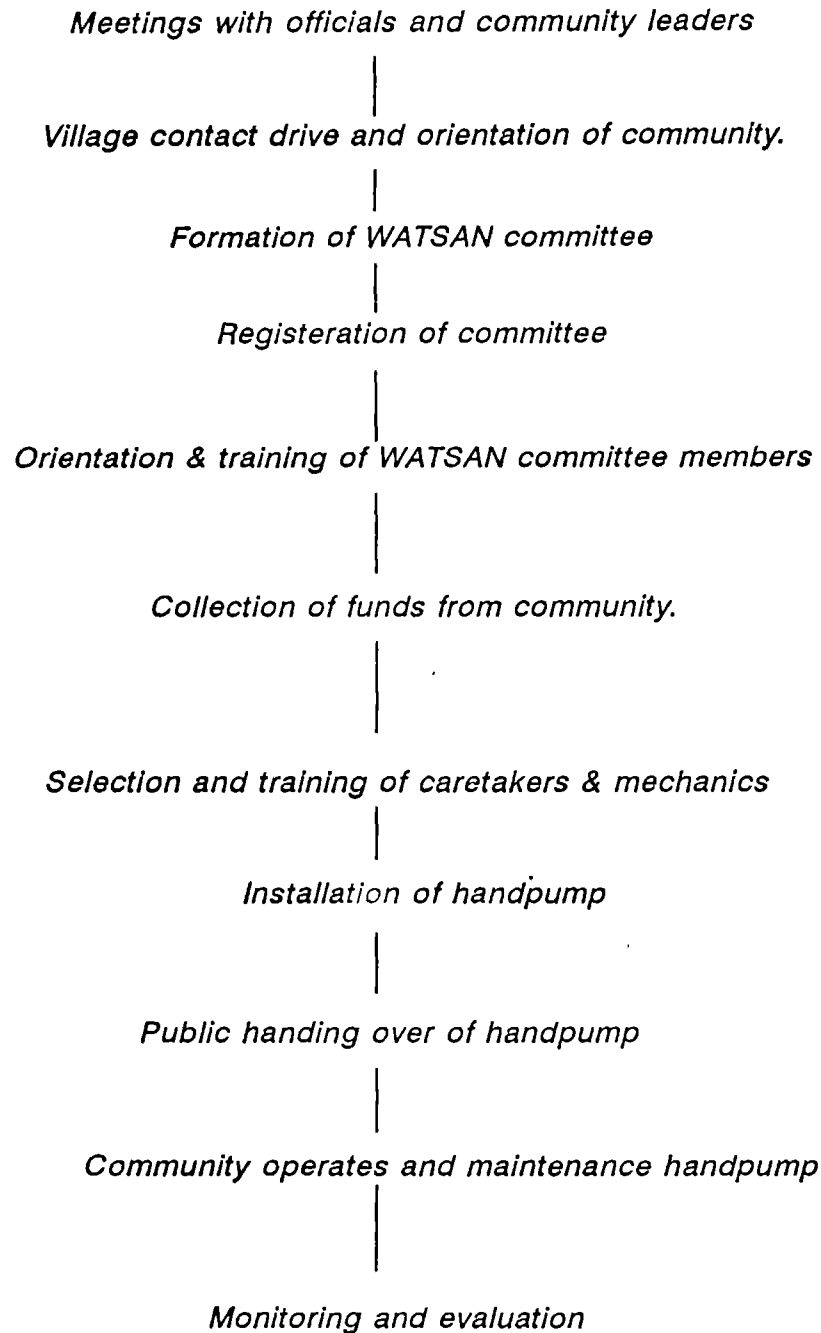 Meetings with officials and community leaders
Village contact drive and orientation of community.
Formation of WATSAN committee
Registeration of committee
Orientation & training of WATSAN committee members
Collection of funds from community.
Selection and training of caretakers & mechanics
Installation of handpump
Public handing over of handpump
Community operates and maintenance handpump
Monitoring and evaluation